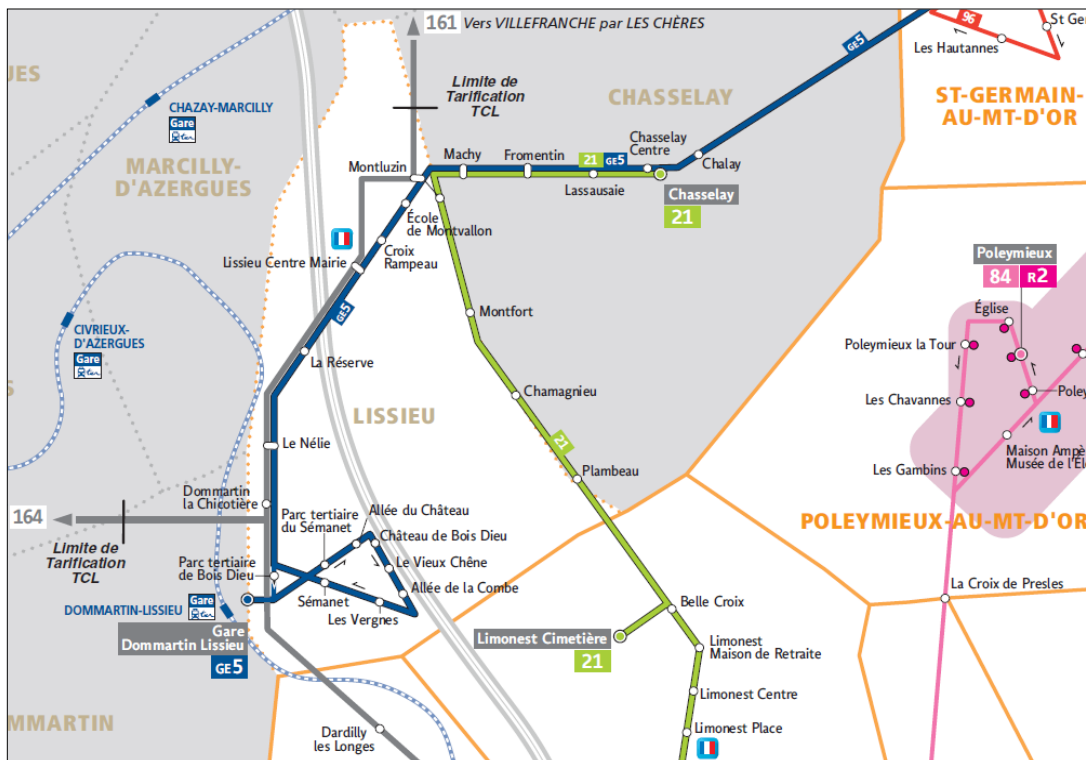 161 Vers VILLEFRANCHE par LES CHÈRES
96
St Ger
Les Hautannes
GE5
UES
CHAZAY-MARCILLY
Gare
ter
Limite de
Tarification
TCL
CHASSELAY
ST-GERMAIN-
AU-MT-D'OR
MARCILLY-
D'AZERGUES
Montluzin
Machy
Fromentin
21 GE5
Chasselay
Centre
Chalay
Lassausaie
Chasselay
21
École
de Montvallon
Croix
Rampeau
Lissieu Centre Mairie
GE5
Poleymieux
84 R2
Montfort
Église
CIVRIEUX-
D'AZERGUES
Gare
ter
Poleymieux la Tour
La Réserve
S
Chamagnieu
Les Chavannes
Poley
LISSIEU
21
Le Nélie
Maison Ampè
Musée de l'Él
Les Gambins
Plambeau
Dommartin
la Chicotière
164
Parc tertiaire
du Sémanet
Allée du Château
Château de Bois Dieu
POLEYMIEUX-AU-MT-D'OR
Limite de
Tarification
TCL
Parc tertiaire
de Bois Dieu
Le Vieux Chêne
Allée de la Combe
Sémanet
Les Vergnes
La Croix de Presles
DOMMARTIN-LISSIEU
Gare
ter
Belle Croix
Gare
Dommartin Lissieu
GE5
Limonest Cimetière
21
Limonest
Maison de Retraite
Limonest Centre
MMARTIN
Dardilly
les Longes
Limonest Place